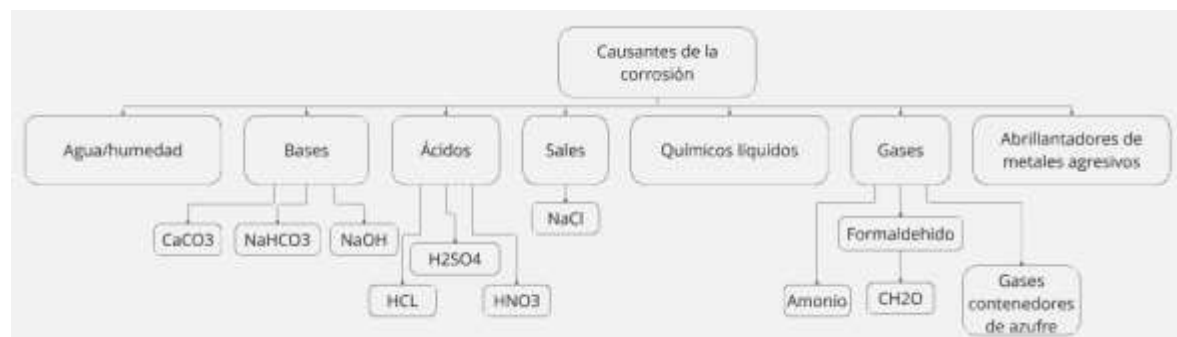 Causantes de la
corrosión
Agua/humedad
Bases
Ácidos
Sales
Químicos líquidos
Gases
Abrillantadores de
metales agresivos
CaCO3
NaHCO3
NaOH
HCL
H2SO4
HNO3
NaCl
Amonio
Formaldehido
CH2O
Gases
contenedores
de azufre